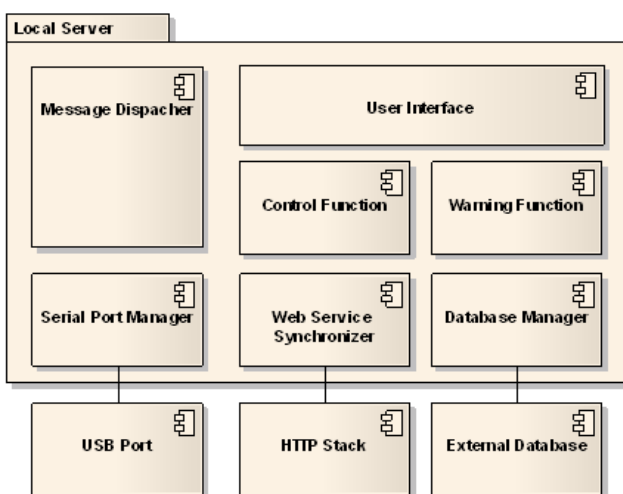 Local Server
Message Dispacher
User Interface
Control Function
Warning Function
Serial Port Manager
Web Service
Synchronizer
Database Manager
USB Port
HTTP Stack
External Database